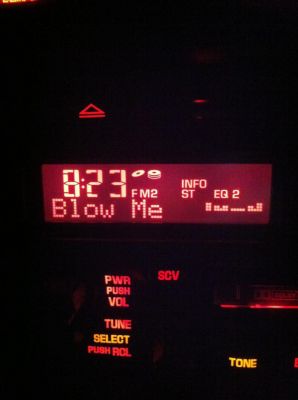 8:23 FM2 INFO
ST EQ 2
Blow Me
PWR
PUSH
VOL
SCV
TUNE
SELECT
PUSH RCL
TONE